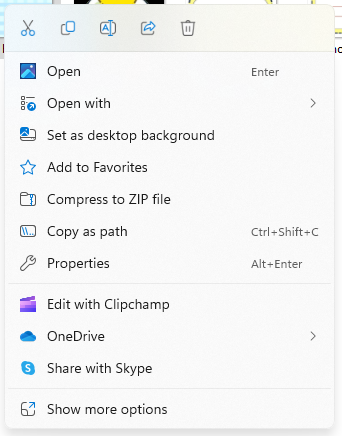 Open Enter
Open with
Set as desktop background
Add to Favorites
Compress to ZIP file
Copy as path Ctrl+Shift+C
Properties Alt+Enter
Edit with Clipchamp
OneDrive
Share with Skype
Show more options